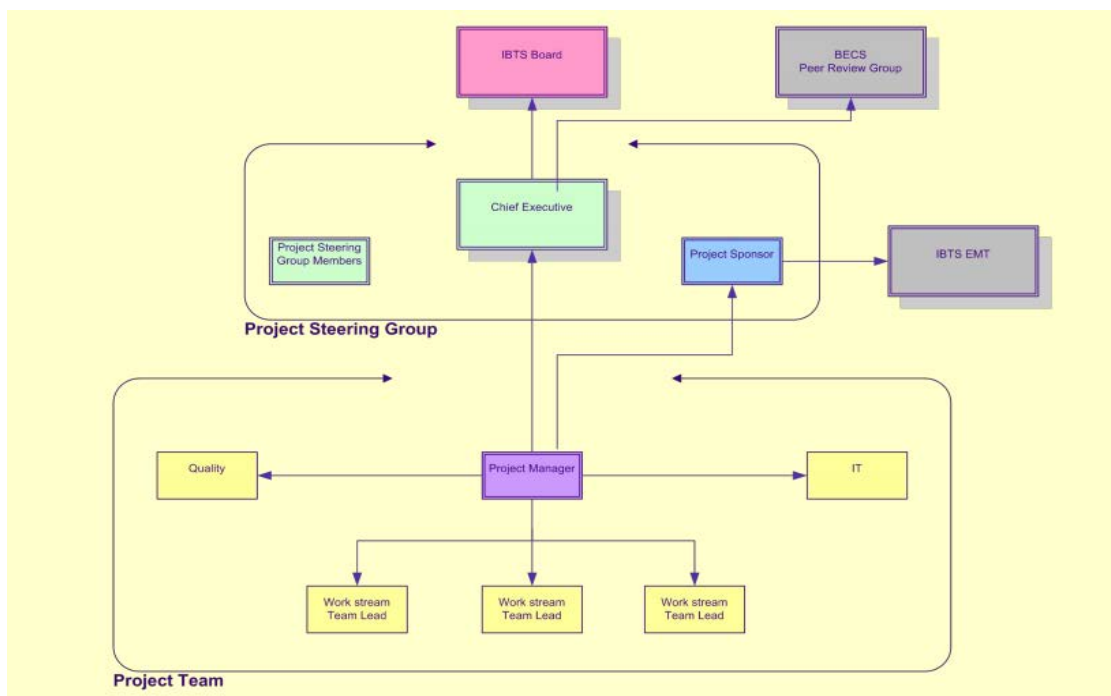 IBTS Board
BECS
Peer Review Group
Chief Executive
Project Steering
Group Members
Project Sponsor
IBTS EMT
Project Steering Group
Quality
Project Manager
IT
Work stream
Team Lead
Work stream
Team Lead
Work stream
Team Lead
Project Team